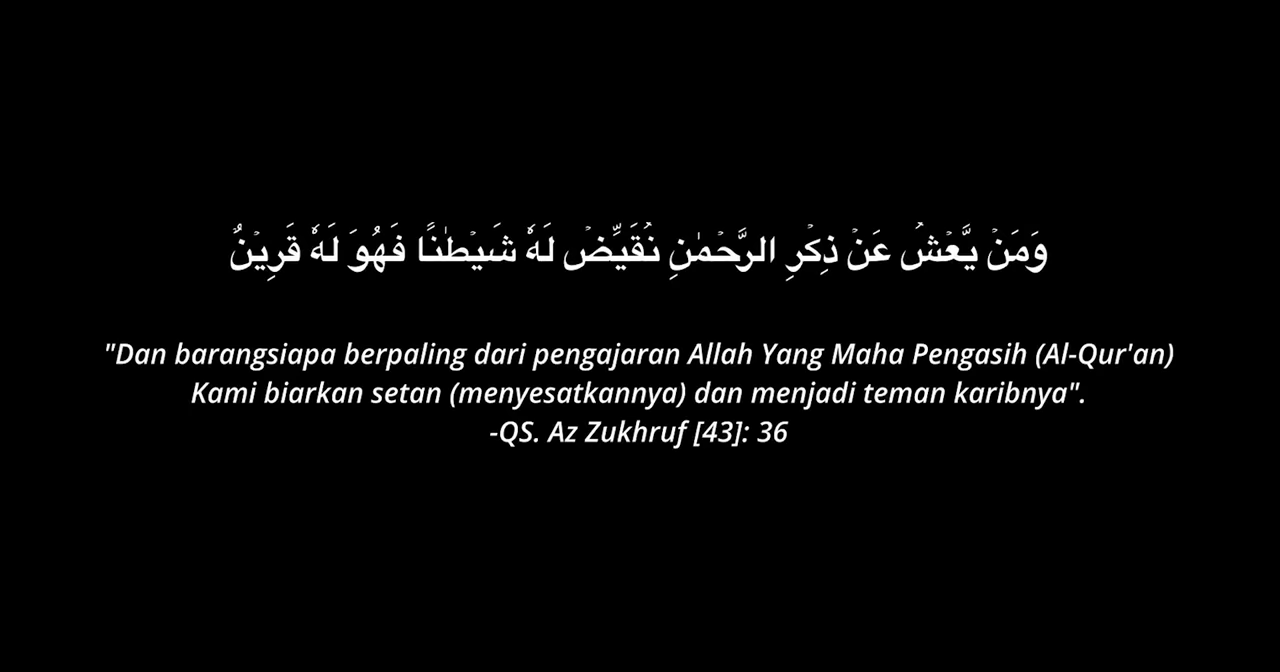 وَمَنْ يَّعْشُ عَنْ ذِكْرِ الرَّحْمٰنِ نُقَيِّضْ لَهٗ شَيْطٰنًا فَهُوَ لَهٗ قَرِيْنٌ
"Dan barangsiapa berpaling dari pengajaran Allah Yang Maha Pengasih (Al-Qur'an)
Kami biarkan setan (menyesatkannya) dan menjadi teman karibnya".
-QS. Az Zukhruf [43]: 36